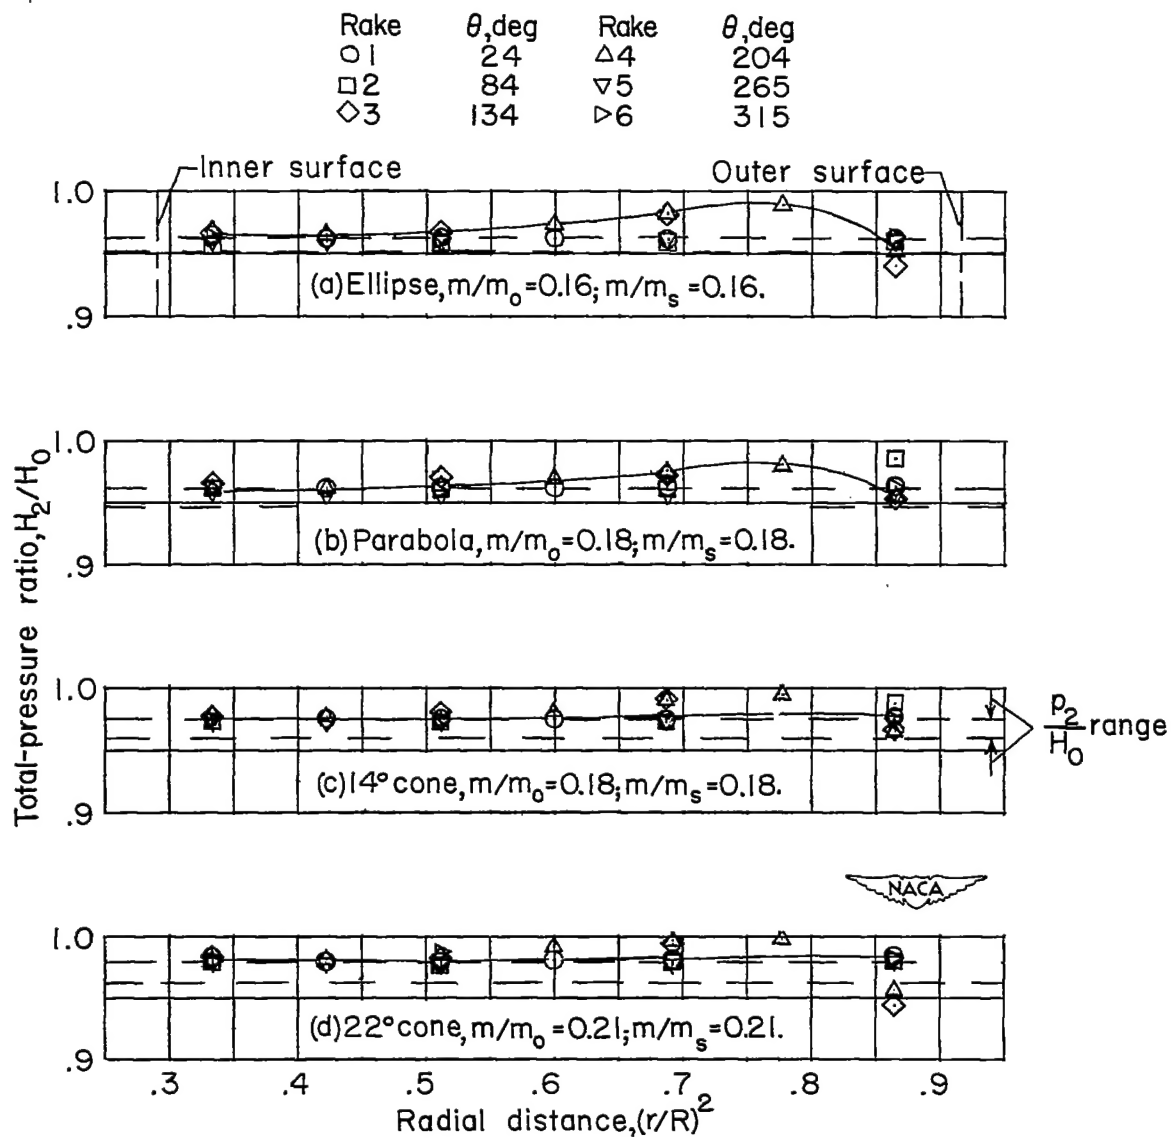 Rake θ,deg Rake θ,deg
1 24 4 204
2 84 5 265
3 134 6 315
Inner surface
Outer surface
1.0
(a) Ellipse, m/m₀=0.16; m/mₛ=0.16.
.9
1.0
(b) Parabola, m/m₀=0.18; m/mₛ=0.18.
.9
Total-pressure ratio, H₂/H₀
1.0
p₂/H₀ range
(c) 14° cone, m/m₀=0.18; m/mₛ=0.18.
.9
NACA
1.0
(d) 22° cone, m/m₀=0.21; m/mₛ=0.21.
.9
.3 .4 .5 .6 .7 .8 .9
Radial distance, (r/R)²